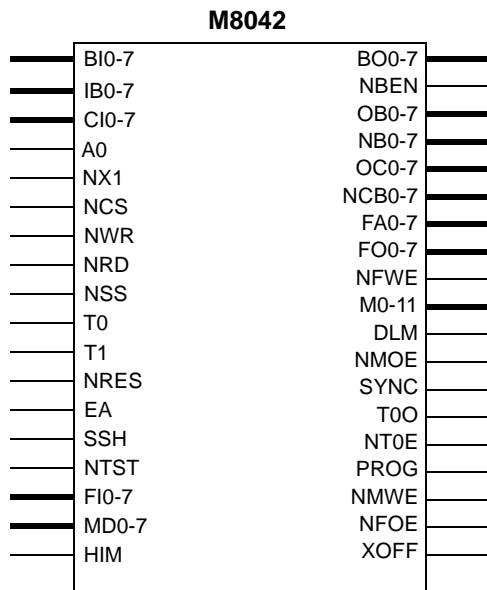 M8042
BI0-7
IB0-7
CI0-7
A0
NX1
NCS
NWR
NRD
NSS
T0
T1
NRES
EA
SSH
NTST
FI0-7
MD0-7
HIM
BO0-7
NBEN
OB0-7
NB0-7
OC0-7
NCB0-7
FA0-7
FO0-7
NFWE
M0-11
DLM
NMOE
SYNC
T0O
NT0E
PROG
NMWE
NFOE
XOFF